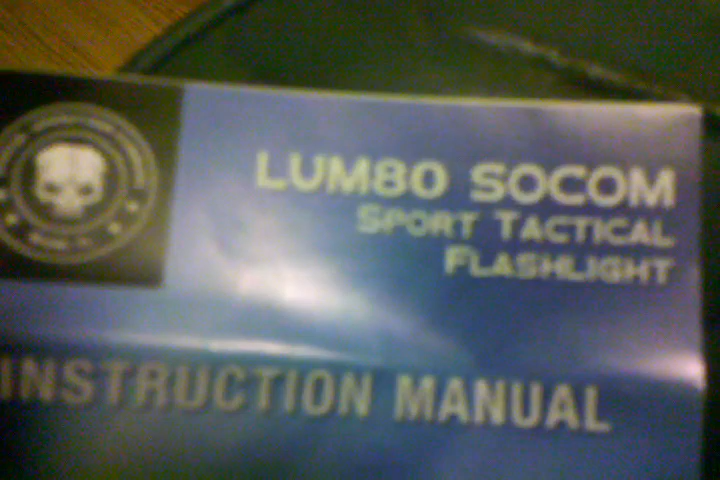 LUM80 SOCOM
SPORT TACTICAL
FLASHLIGHT
INSTRUCTION MANUAL